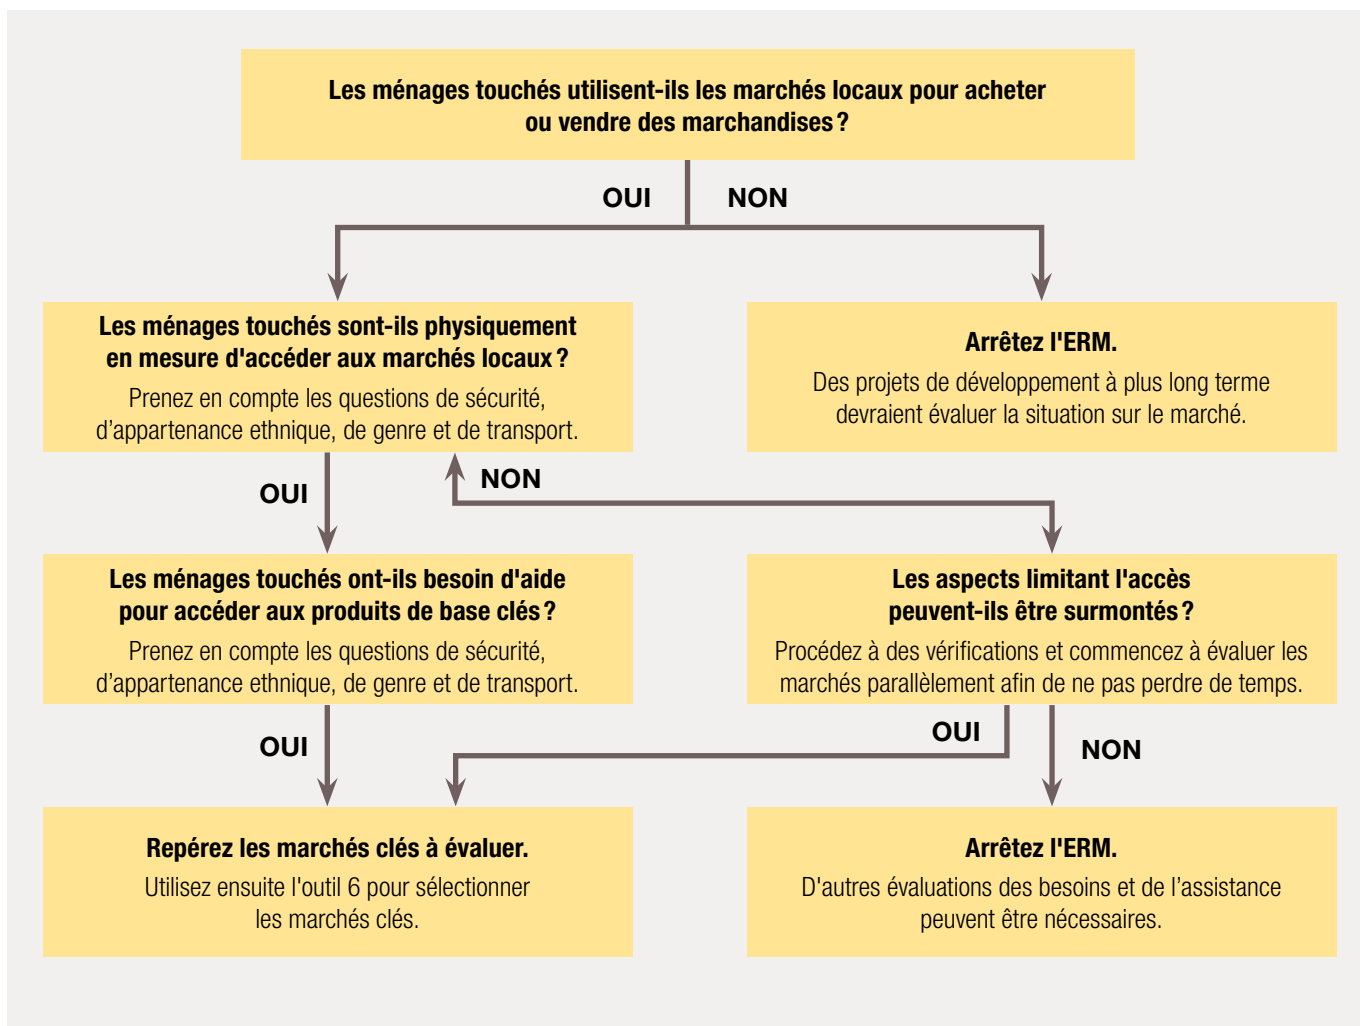 Les ménages touchés utilisent-ils les marchés locaux pour acheter
ou vendre des marchandises ?
OUI
NON
Les ménages touchés sont-ils physiquement
en mesure d'accéder aux marchés locaux ?
Prenez en compte les questions de sécurité,
d’appartenance ethnique, de genre et de transport.
Arrêtez l'ERM.
Des projets de développement à plus long terme
devraient évaluer la situation sur le marché.
OUI
NON
Les ménages touchés ont-ils besoin d'aide
pour accéder aux produits de base clés ?
Prenez en compte les questions de sécurité,
d’appartenance ethnique, de genre et de transport.
Les aspects limitant l'accès
peuvent-ils être surmontés ?
Procédez à des vérifications et commencez à évaluer les
marchés parallèlement afin de ne pas perdre de temps.
OUI
OUI
NON
Repérez les marchés clés à évaluer.
Utilisez ensuite l'outil 6 pour sélectionner
les marchés clés.
Arrêtez l'ERM.
D'autres évaluations des besoins et de l’assistance
peuvent être nécessaires.